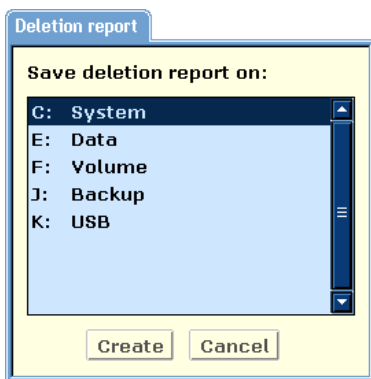 Deletion report
Save deletion report on:
C: System
E: Data
F: Volume
J: Backup
K: USB
Create Cancel